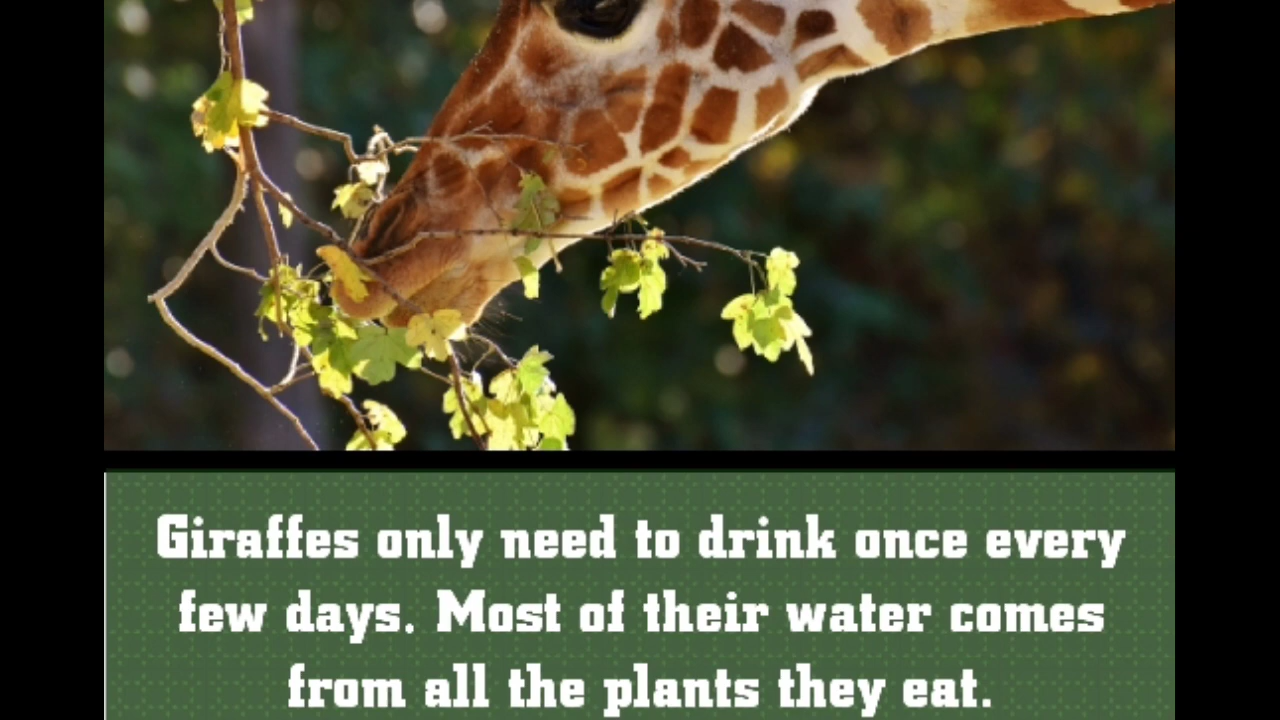 Giraffes only need to drink once every
few days. Most of their water comes
from all the plants they eat.